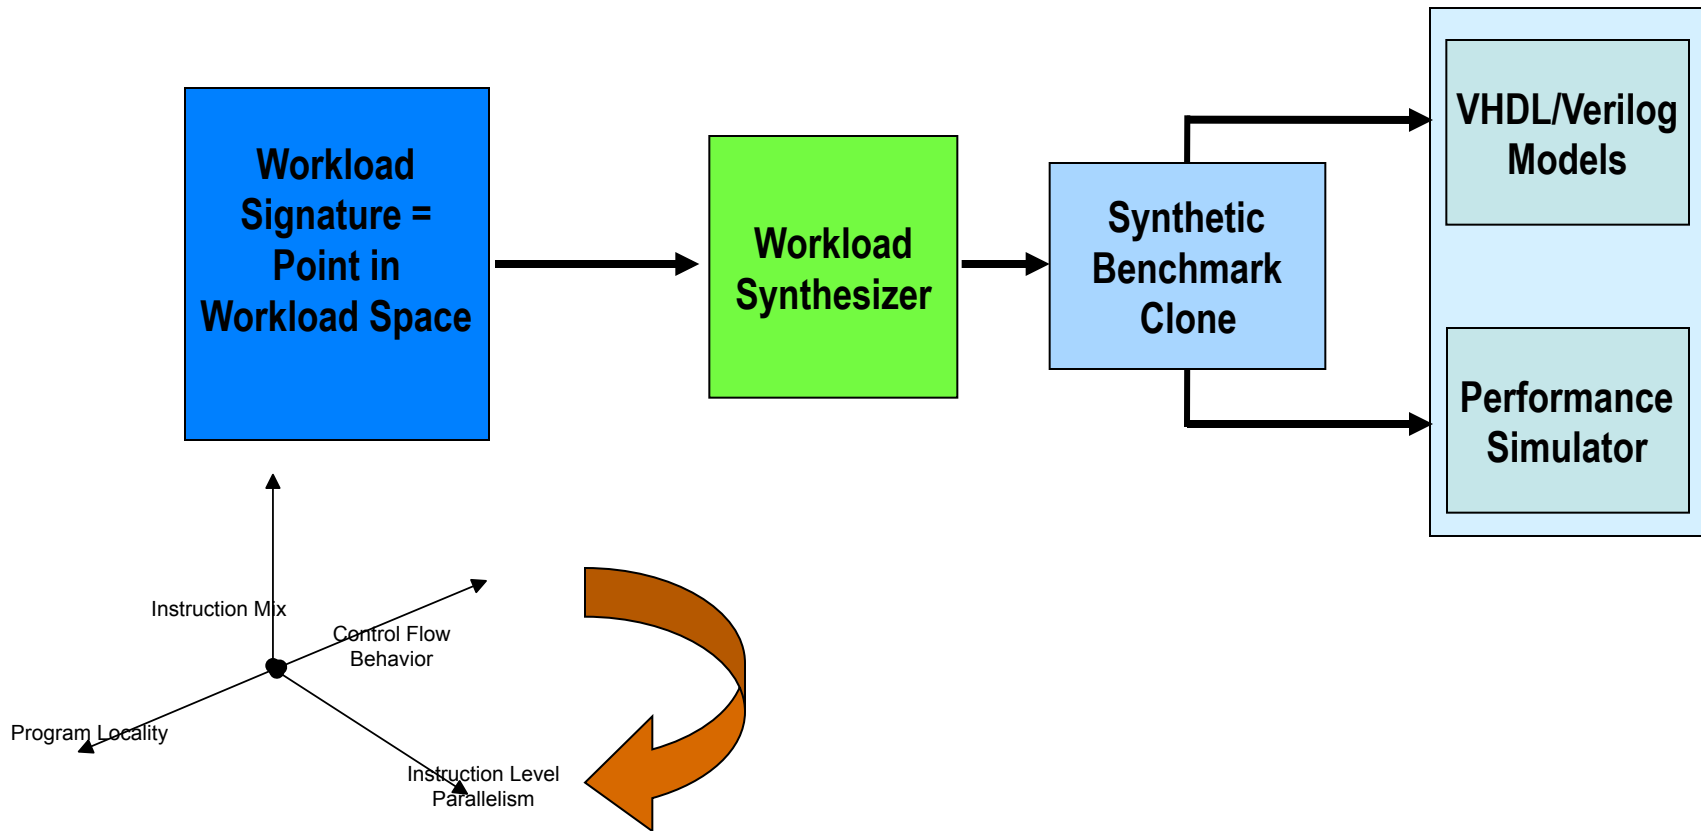 Workload
Signature =
Point in
Workload Space
Workload
Synthesizer
Synthetic
Benchmark
Clone
VHDL/Verilog
Models
Performance
Simulator
Instruction Mix
Control Flow
Behavior
Program Locality
Instruction Level
Parallelism